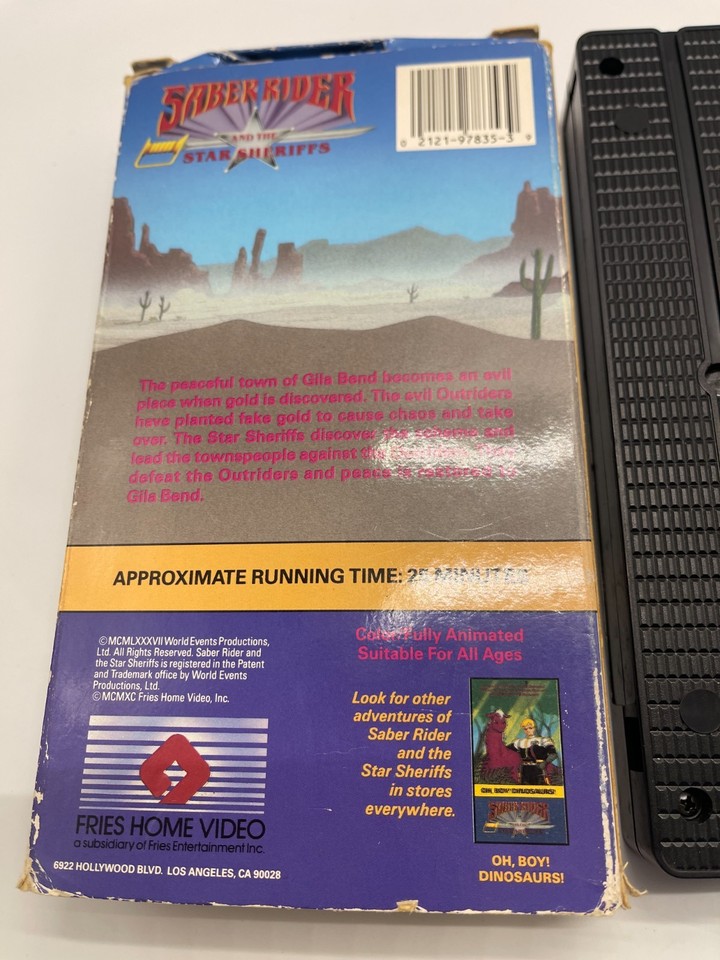 SABER RIDER
AND THE
STAR SHERIFFS
0 2121-97835-3 9
The peaceful town of Gila Bend becomes an evil
place when gold is discovered. The evil Outriders
have planted fake gold to cause chaos and take
over. The Star Sheriffs discover the scheme and
lead the townspeople against the
defeat the Outriders and peace is restored to
Gila Bend.
APPROXIMATE RUNNING TIME: 25 MINUTES
©MCMLXXXVII World Events Productions,
Ltd. All Rights Reserved. Saber Rider and
the Star Sheriffs is registered in the Patent
and Trademark office by World Events
Productions, Ltd.
©MCMXC Fries Home Video, Inc.
Color Fully Animated
Suitable For All Ages
Look for other
adventures of
Saber Rider
and the
Star Sheriffs
in stores
everywhere.
OH, BOY! DINOSAURS!
SABER RIDER
OH, BOY!
DINOSAURS!
FRIES HOME VIDEO
a subsidiary of Fries Entertainment Inc.
6922 HOLLYWOOD BLVD. LOS ANGELES, CA 90028